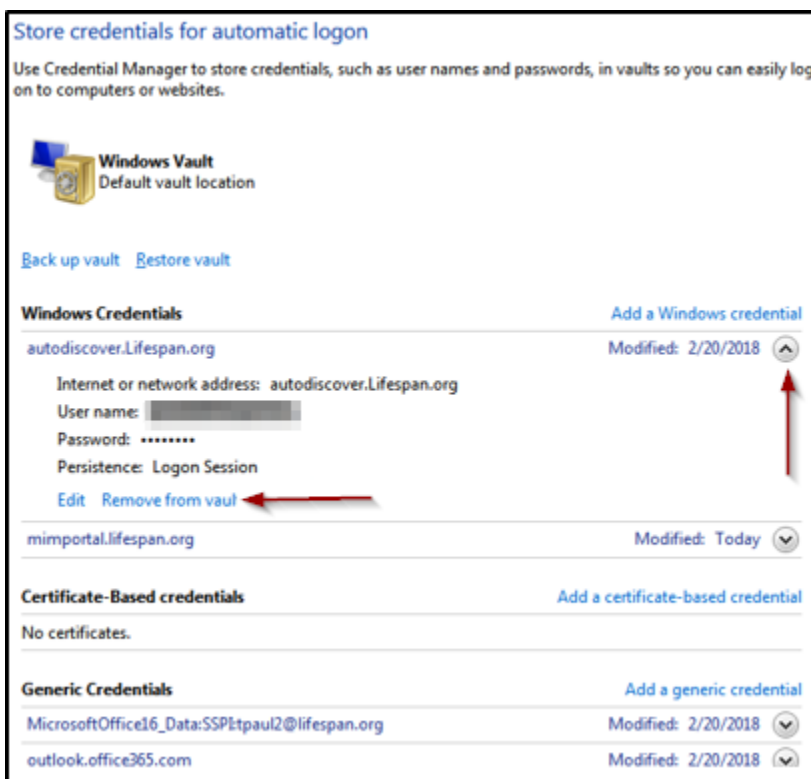 Store credentials for automatic logon
Use Credential Manager to store credentials, such as user names and passwords, in vaults so you can easily log
on to computers or websites.
Windows Vault
Default vault location
Back up vault Restore vault
Windows Credentials Add a Windows credential
autodiscover.Lifespan.org Modified: 2/20/2018
Internet or network address: autodiscover.Lifespan.org
User name:
Password: ••••••••
Persistence: Logon Session
Edit Remove from vault
mimportal.lifespan.org Modified: Today
Certificate-Based credentials Add a certificate-based credential
No certificates.
Generic Credentials Add a generic credential
MicrosoftOffice16_Data:SSPI:tpaul2@lifespan.org Modified: 2/20/2018
outlook.office365.com Modified: 2/20/2018